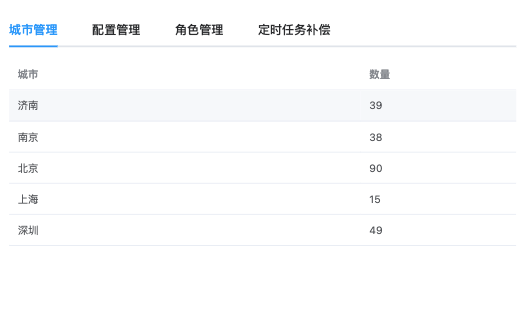 城市管理 配置管理 角色管理 定时任务补偿
城市 数量
济南 39
南京 38
北京 90
上海 15
深圳 49